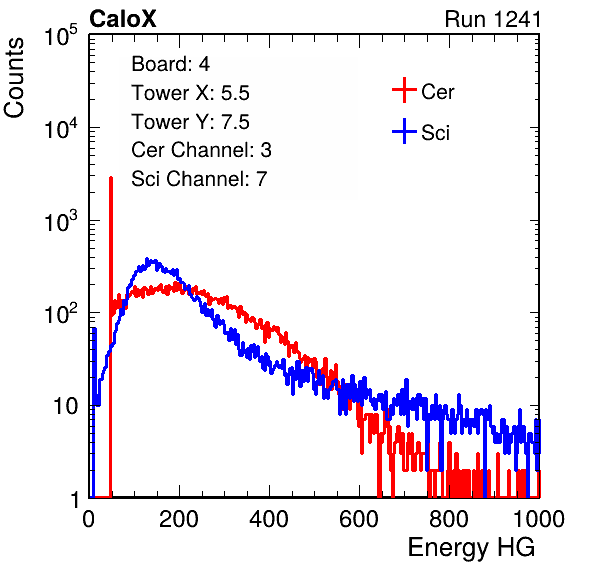 CaloX Run 1241
Counts
Board: 4
Tower X: 5.5
Tower Y: 7.5
Cer Channel: 3
Sci Channel: 7
Cer
Sci
10^5
10^4
10^3
10^2
10
1
0 200 400 600 800 1000
Energy HG